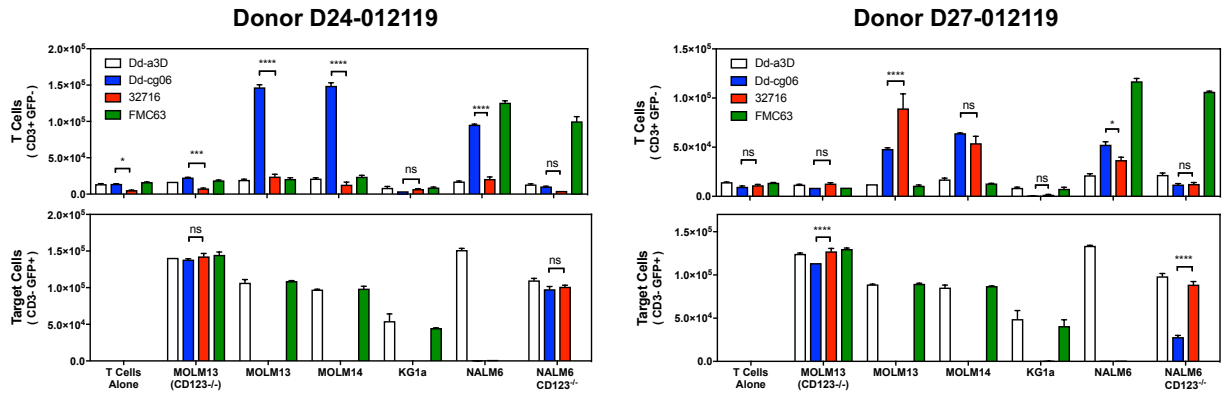 Donor D24-012119
T Cells
( CD3+ GFP- )
2.0×10⁵
1.5×10⁵
1.0×10⁵
5.0×10⁴
0.0
Dd-a3D
Dd-cg06
32716
FMC63
*
***
****
****
ns
****
ns
Target Cells
( CD3- GFP+ )
2.0×10⁵
1.5×10⁵
1.0×10⁵
5.0×10⁴
0.0
ns
ns
T Cells
Alone
MOLM13
(CD123-/-)
MOLM13
MOLM14
KG1a
NALM6
NALM6
CD123⁻/⁻
Donor D27-012119
T Cells
( CD3+ GFP- )
1.5×10⁵
1.0×10⁵
5.0×10⁴
0.0
Dd-a3D
Dd-cg06
32716
FMC63
ns
ns
****
ns
ns
*
ns
Target Cells
( CD3- GFP+ )
1.5×10⁵
1.0×10⁵
5.0×10⁴
0.0
****
****
T Cells
Alone
MOLM13
(CD123-/-)
MOLM13
MOLM14
KG1a
NALM6
NALM6
CD123⁻/⁻